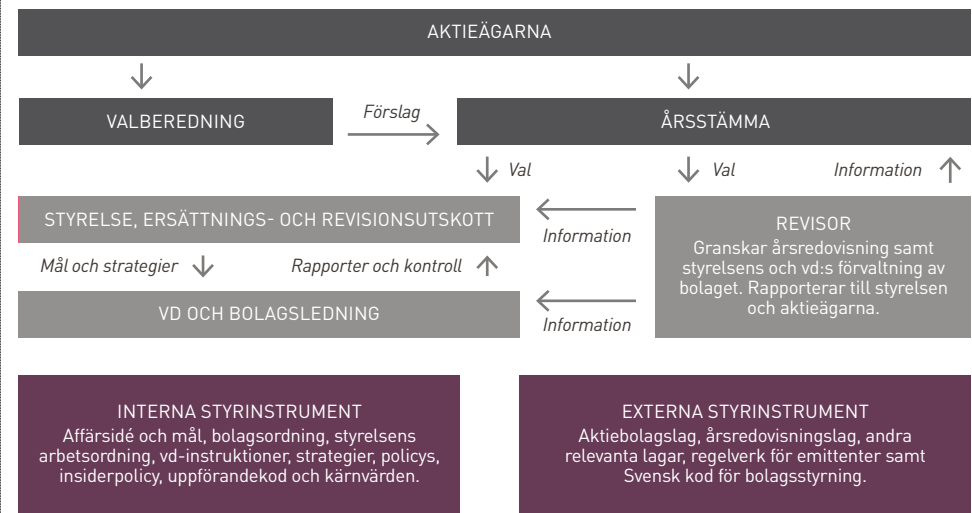 AKTIEÄGARNA
VALBEREDNING
Förslag
ÅRSSTÄMMA
Val
Val
Information
STYRELSE, ERSÄTTNINGS- OCH REVISIONSUTSKOTT
Information
REVISOR
Granskar årsredovisning samt
styrelsens och vd:s förvaltning av
bolaget. Rapporterar till styrelsen
och aktieägarna.
Mål och strategier
Rapporter och kontroll
VD OCH BOLAGSLEDNING
Information
INTERNA STYRINSTRUMENT
Affärsidé och mål, bolagsordning, styrelsens
arbetsordning, vd-instruktioner, strategier, policys,
insiderpolicy, uppförandekod och kärnvärden.
EXTERNA STYRINSTRUMENT
Aktiebolagslag, årsredovisningslag, andra
relevanta lagar, regelverk för emittenter samt
Svensk kod för bolagsstyrning.